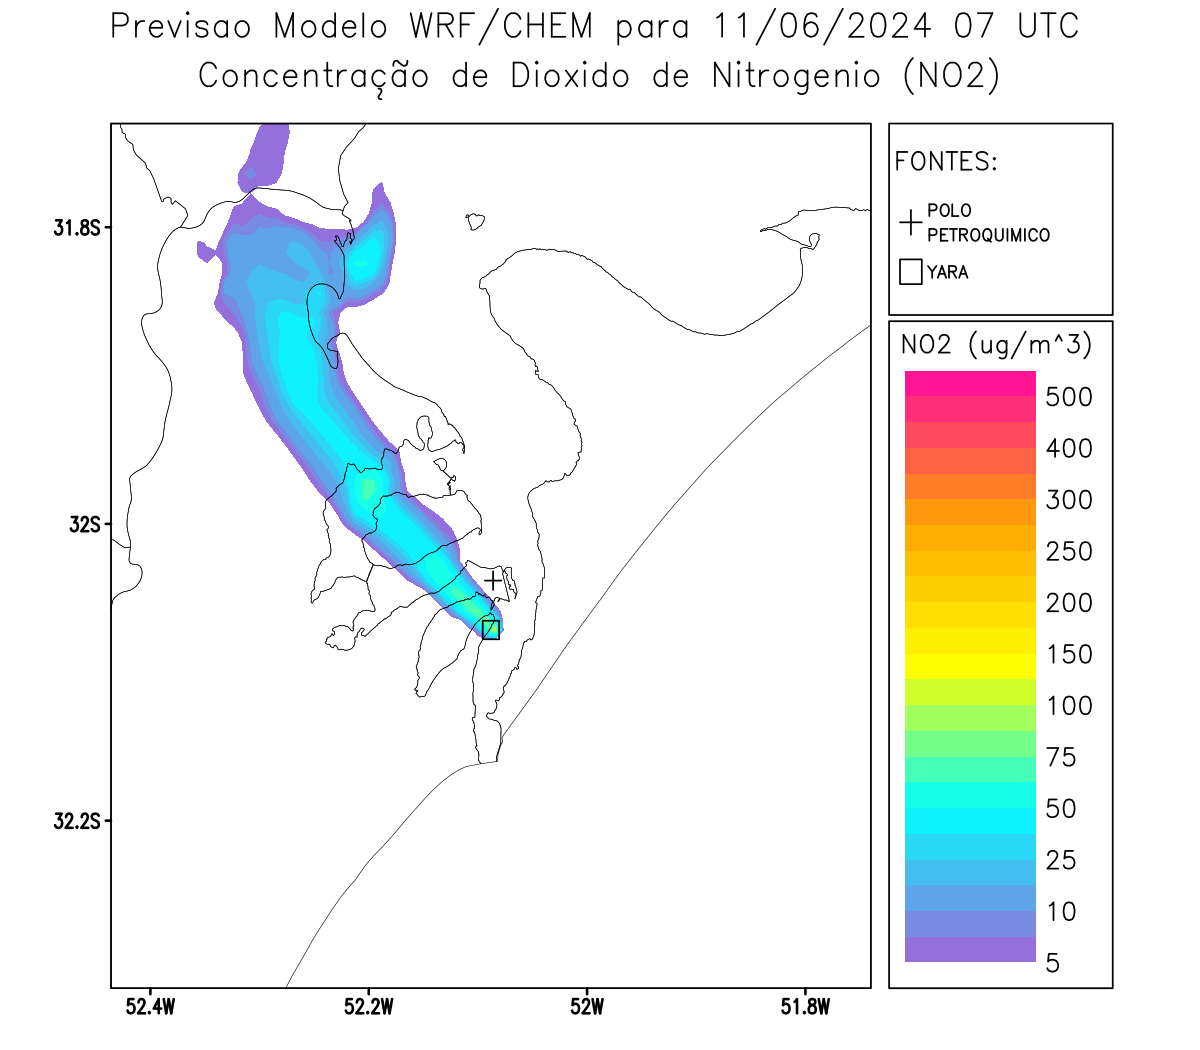 Previsao Modelo WRF/CHEM para 11/06/2024 07 UTC
Concentração de Dioxido de Nitrogenio (NO2)
FONTES:
POLO
PETROQUIMICO
YARA
31.8S
32S
32.2S
52.4W
52.2W
52W
51.8W
NO2 (ug/m^3)
500
400
300
250
200
150
100
75
50
25
10
5